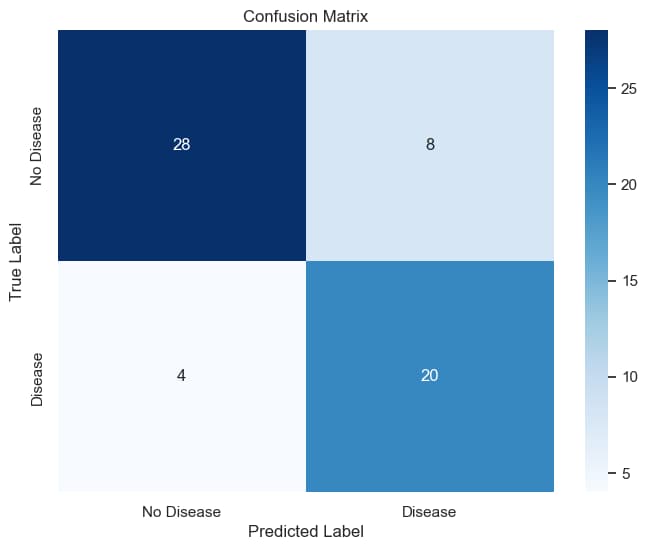 Confusion Matrix
No Disease
Disease
True Label
28
8
4
20
No Disease
Disease
Predicted Label
25
20
15
10
5